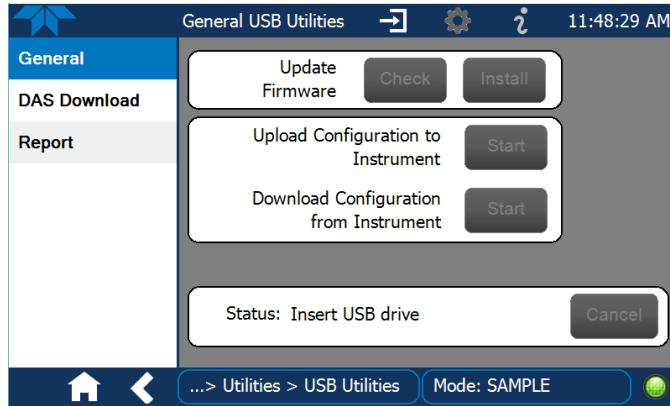 General USB Utilities
11:48:29 AM
General
DAS Download
Report
Update
Firmware
Check
Install
Upload Configuration to
Instrument
Start
Download Configuration
from Instrument
Start
Status: Insert USB drive
Cancel
...> Utilities > USB Utilities
Mode: SAMPLE